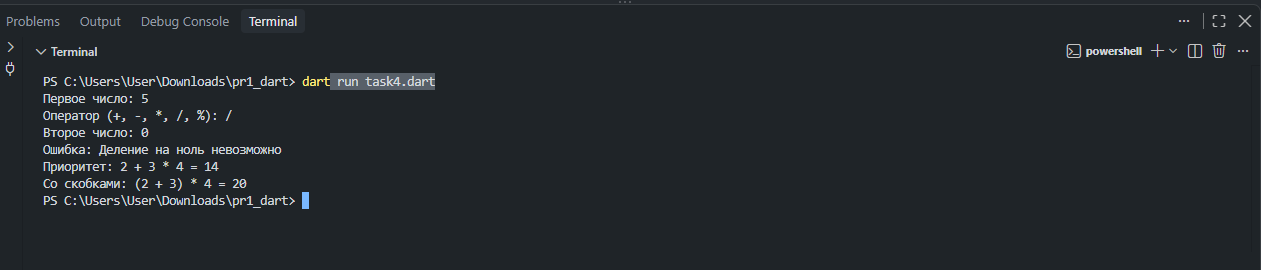 Problems Output Debug Console Terminal
Terminal powershell
PS C:\Users\User\Downloads\pr1_dart> dart run task4.dart
Первое число: 5
Оператор (+, -, *, /, %): /
Второе число: 0
Ошибка: Деление на ноль невозможно
Приоритет: 2 + 3 * 4 = 14
Со скобками: (2 + 3) * 4 = 20
PS C:\Users\User\Downloads\pr1_dart>